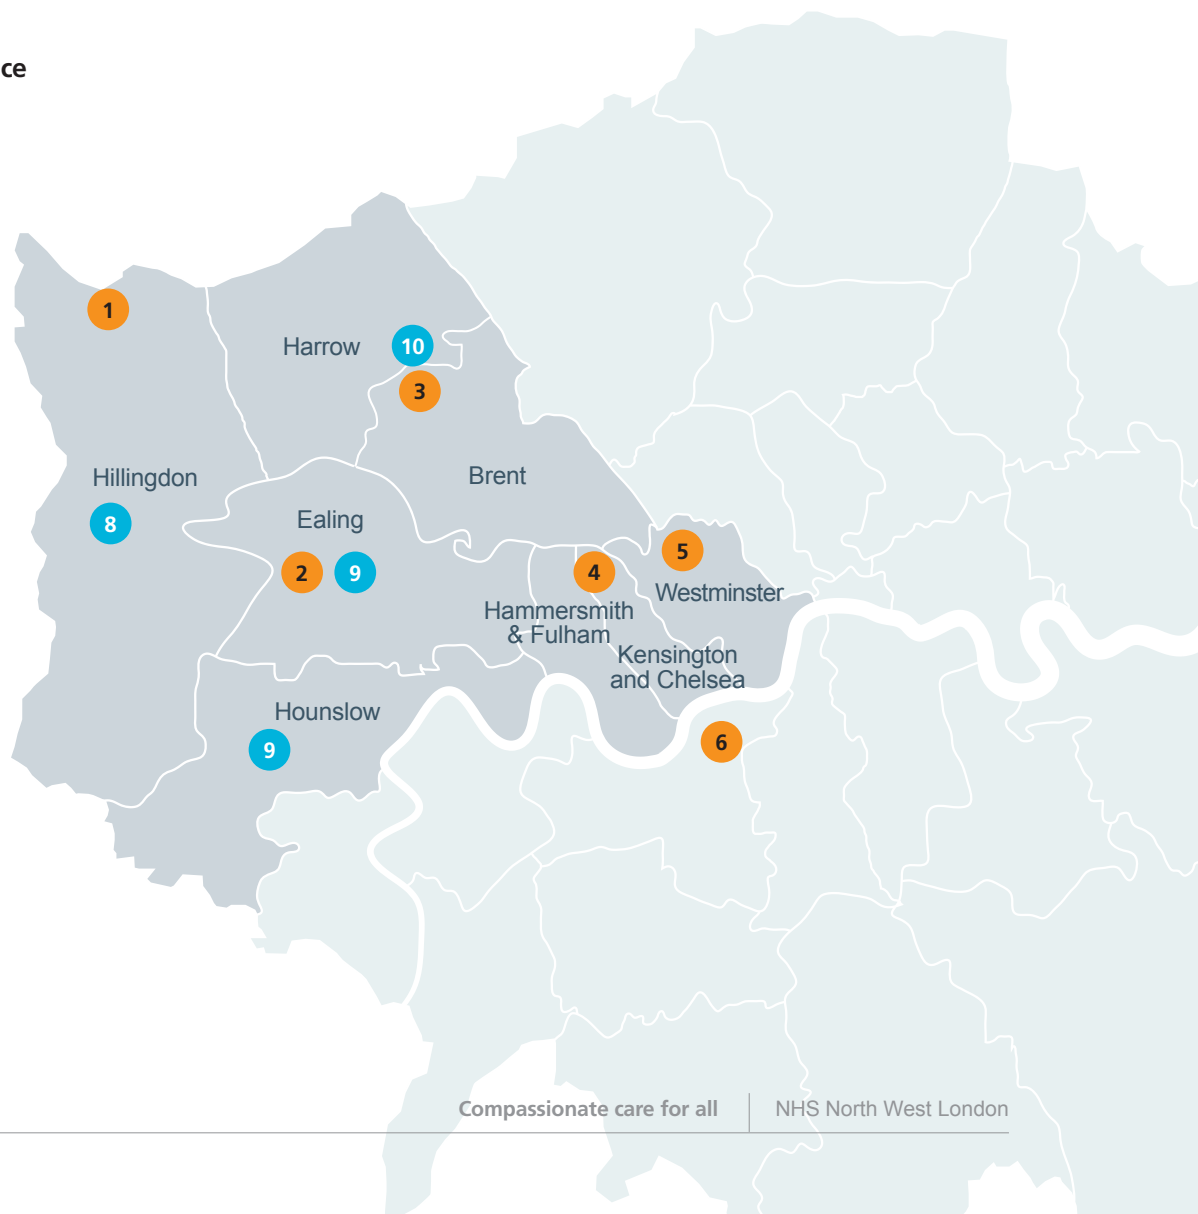 ce
1
Harrow
10
3
Hillingdon
8
Brent
Ealing
2
9
4
5
Westminster
Hammersmith
& Fulham
Kensington
and Chelsea
Hounslow
9
6
Compassionate care for all
NHS North West London